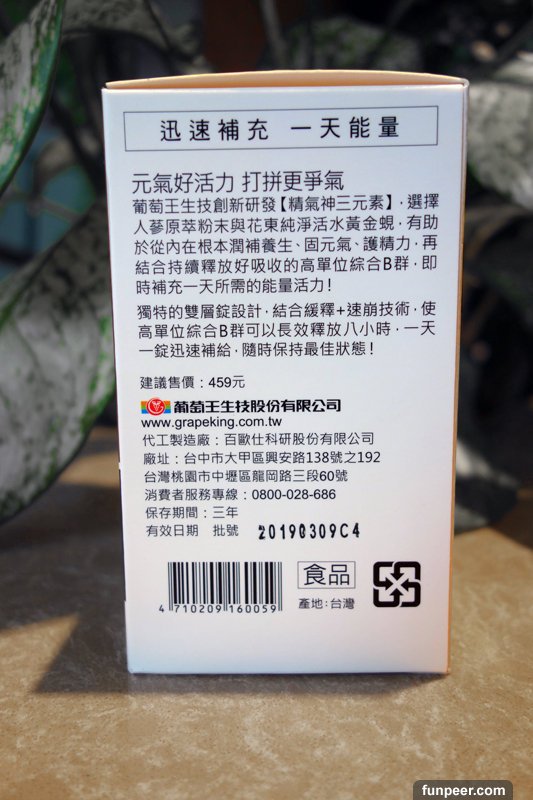 迅速補充 一天能量
元氣好活力 打拼更爭氣
葡萄王生技創新研發【精氣神三元素】，選擇
人蔘原萃粉末與花東純淨活水黃金蜆，有助
於從內在根本潤補養生、固元氣、護精力，再
結合持續釋放好吸收的高單位綜合B群，即
時補充一天所需的能量活力！
獨特的雙層錠設計，結合緩釋+速崩技術，使
高單位綜合B群可以長效釋放八小時，一天
一錠迅速補給，隨時保持最佳狀態！
建議售價：459元
葡萄王生技股份有限公司
www.grapeking.com.tw
代工製造廠：百歐仕科研股份有限公司
廠址：台中市大甲區興安路138號之192
台灣桃園市中壢區龍岡路三段60號
消費者服務專線：0800-028-686
保存期間：三年
有效日期 批號 20190309C4
食品
4 710209 160059
產地：台灣
funpeer.com